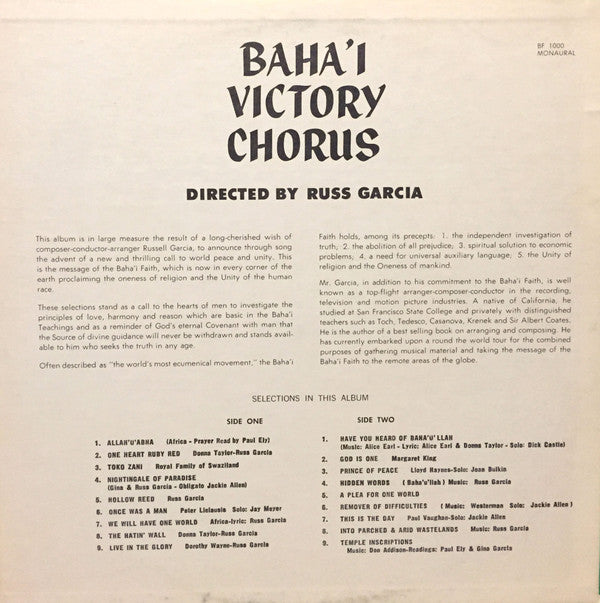 BAHA'I
VICTORY
CHORUS
BF 1000
MONAURAL
DIRECTED BY RUSS GARCIA
This album is in large measure the result of a long-cherished wish of
composer-conductor-arranger Russell Garcia, to announce through song
the advent of a new and thrilling call to world peace and unity. This
is the message of the Baha'i Faith, which is now in every corner of the
earth proclaiming the oneness of religion and the Unity of the human
race.
These selections stand as a call to the hearts of men to investigate the
principles of love, harmony and reason which are basic in the Baha'i
Teachings and as a reminder of God's eternal Covenant with man that
the Source of divine guidance will never be withdrawn and stands avail-
able to him who seeks the truth in any age.
Often described as "the world's most ecumenical movement," the Baha'i
Faith holds, among its precepts: 1. the independent investigation of
truth; 2. the abolition of all prejudice; 3. spiritual solution to economic
problems; 4. a need for universal auxiliary language; 5. the Unity of
religion and the Oneness of mankind.
Mr. Garcia, in addition to his commitment to the Baha'i Faith, is well
known as a top-flight arranger-composer-conductor in the recording,
television and motion picture industries. A native of California, he
studied at San Francisco State College and privately with distinguished
teachers such as Toch, Tedesco, Casanova, Krenek and Sir Albert Coates.
He is the author of a best selling book on arranging and composing. He
has currently embarked upon a round the world tour for the combined
purposes of gathering musical material and taking the message of the
Baha'i Faith to the remote areas of the globe.
SELECTIONS IN THIS ALBUM
SIDE ONE
1. ALLAH'U'ABHA (Africa - Prayer Read by Paul Ely)
2. ONE HEART RUBY RED Donna Taylor-Russ Garcia
3. TOKO ZANI Royal Family of Swaziland
4. NIGHTINGALE OF PARADISE
(Gina & Russ Garcia - Obligato Jackie Allen)
5. HOLLOW REED Russ Garcia
6. ONCE WAS A MAN Peter Lielausis Solo: Jay Meyer
7. WE WILL HAVE ONE WORLD Africa-lyric: Russ Garcia
8. THE HATIN' WALL Donna Taylor-Russ Garcia
9. LIVE IN THE GLORY Dorothy Wayne-Russ Garcia
SIDE TWO
1. HAVE YOU HEARD OF BAHA'U'LLAH
(Music: Alice Earl - Lyric: Alice Earl & Donna Taylor - Solo: Dick Castle)
2. GOD IS ONE Margaret King
3. PRINCE OF PEACE Lloyd Haynes-Solo: Joan Bulkin
4. HIDDEN WORDS (Baha'u'llah) Music: Russ Garcia
5. A PLEA FOR ONE WORLD
6. REMOVER OF DIFFICULTIES (Music: Westerman Solo: Jackie Allen)
7. THIS IS THE DAY Paul Vaughan-Solo: Jackie Allen
8. INTO PARCHED & ARID WASTELANDS Music: Russ Garcia
9. TEMPLE INSCRIPTIONS
Music: Don Addison-Readings: Paul Ely & Gina Garcia